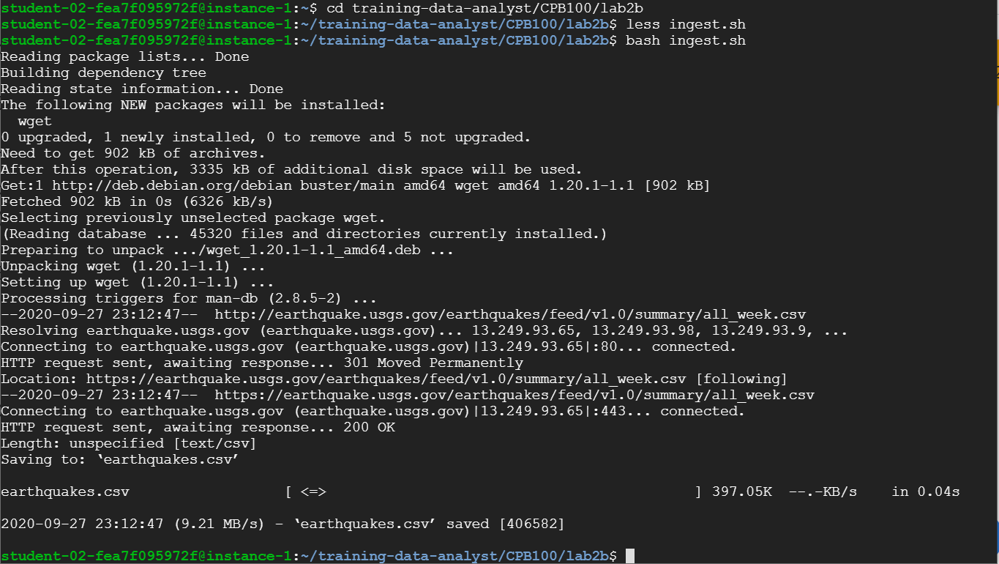 student-02-fea7f095972f@instance-1:~$ cd training-data-analyst/CPB100/lab2b
student-02-fea7f095972f@instance-1:~/training-data-analyst/CPB100/lab2b$ less ingest.sh
student-02-fea7f095972f@instance-1:~/training-data-analyst/CPB100/lab2b$ bash ingest.sh
Reading package lists... Done
Building dependency tree
Reading state information... Done
The following NEW packages will be installed:
  wget
0 upgraded, 1 newly installed, 0 to remove and 5 not upgraded.
Need to get 902 kB of archives.
After this operation, 3335 kB of additional disk space will be used.
Get:1 http://deb.debian.org/debian buster/main amd64 wget amd64 1.20.1-1.1 [902 kB]
Fetched 902 kB in 0s (6326 kB/s)
Selecting previously unselected package wget.
(Reading database ... 45320 files and directories currently installed.)
Preparing to unpack .../wget_1.20.1-1.1_amd64.deb ...
Unpacking wget (1.20.1-1.1) ...
Setting up wget (1.20.1-1.1) ...
Processing triggers for man-db (2.8.5-2) ...
--2020-09-27 23:12:47--  http://earthquake.usgs.gov/earthquakes/feed/v1.0/summary/all_week.csv
Resolving earthquake.usgs.gov (earthquake.usgs.gov)... 13.249.93.65, 13.249.93.98, 13.249.93.9, ...
Connecting to earthquake.usgs.gov (earthquake.usgs.gov)|13.249.93.65|:80... connected.
HTTP request sent, awaiting response... 301 Moved Permanently
Location: https://earthquake.usgs.gov/earthquakes/feed/v1.0/summary/all_week.csv [following]
--2020-09-27 23:12:47--  https://earthquake.usgs.gov/earthquakes/feed/v1.0/summary/all_week.csv
Connecting to earthquake.usgs.gov (earthquake.usgs.gov)|13.249.93.65|:443... connected.
HTTP request sent, awaiting response... 200 OK
Length: unspecified [text/csv]
Saving to: ‘earthquakes.csv’
earthquakes.csv                   [ <=>                                           ] 397.05K  --.-KB/s    in 0.04s
2020-09-27 23:12:47 (9.21 MB/s) - ‘earthquakes.csv’ saved [406582]
student-02-fea7f095972f@instance-1:~/training-data-analyst/CPB100/lab2b$